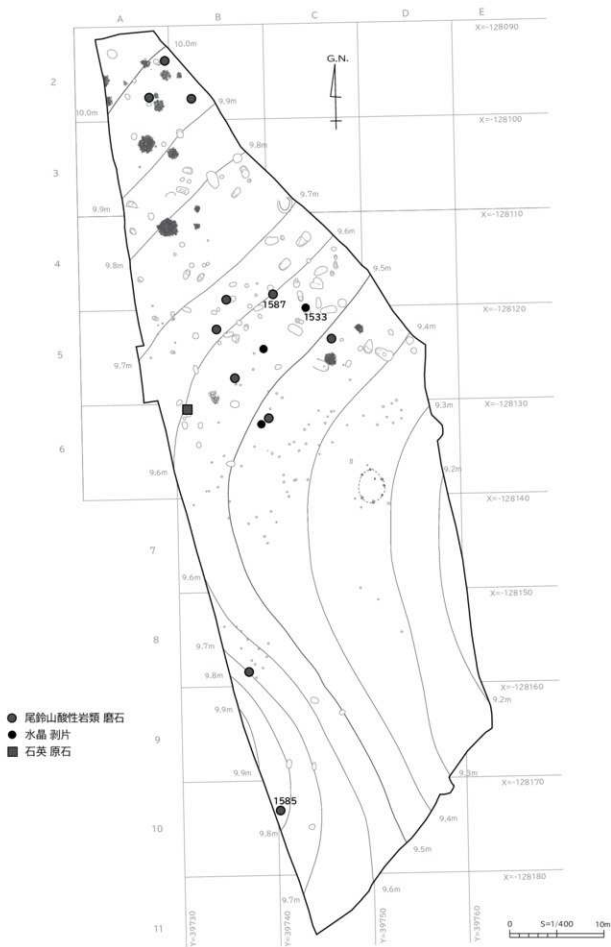 A B C D E
X=-128090
10.0m
G.N.
2
10.0m
9.9m
X=-128100
9.8m
3
9.7m
9.9m
X=-128110
9.6m
9.8m
4
9.5m
1587
1533
X=-128120
9.4m
5
9.7m
9.3m
X=-128130
6
9.2m
9.6m
X=-128140
7
9.6m
X=-128150
8
9.7m
9.8m
X=-128160
9.2m
9.9m
9
9.9m
9.3m
X=-128170
1585
9.4m
10
9.8m
9.5m
X=-128180
9.6m
9.7m
11
Y=39730
Y=39740
Y=39750
Y=39760
尾鈴山酸性岩類 磨石
水晶 剥片
石英 原石
0 S=1/400 10m